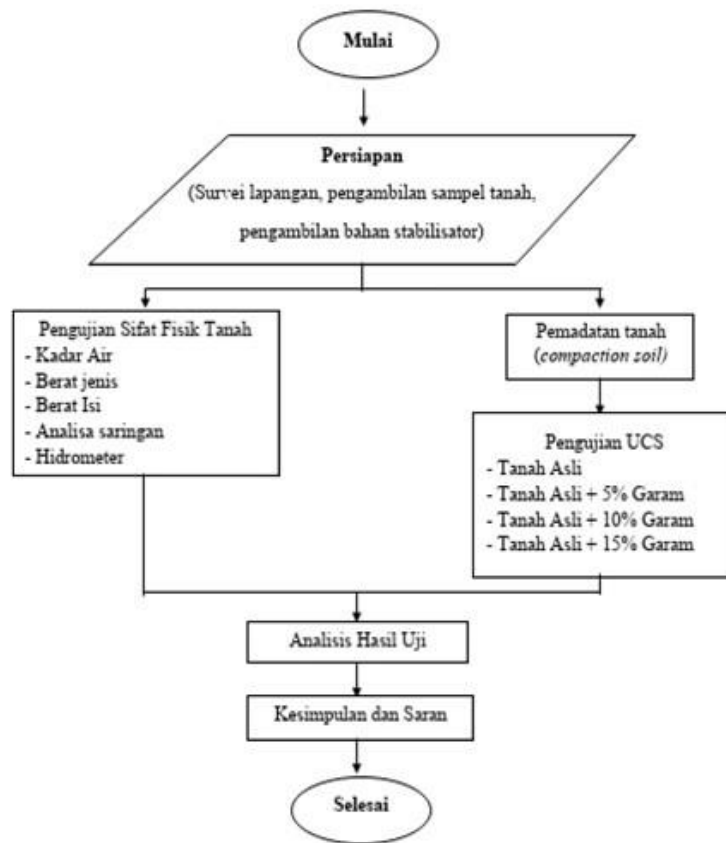 Mulai
Persiapan
(Survei lapangan, pengambilan sampel tanah,
pengambilan bahan stabilisator)
Pengujian Sifat Fisik Tanah
- Kadar Air
- Berat jenis
- Berat Isi
- Analisa saringan
- Hidrometer
Pemadatan tanah
(compaction zoil)
Pengujian UCS
- Tanah Asli
- Tanah Asli + 5% Garam
- Tanah Asli + 10% Garam
- Tanah Asli + 15% Garam
Analisis Hasil Uji
Kesimpulan dan Saran
Selesai